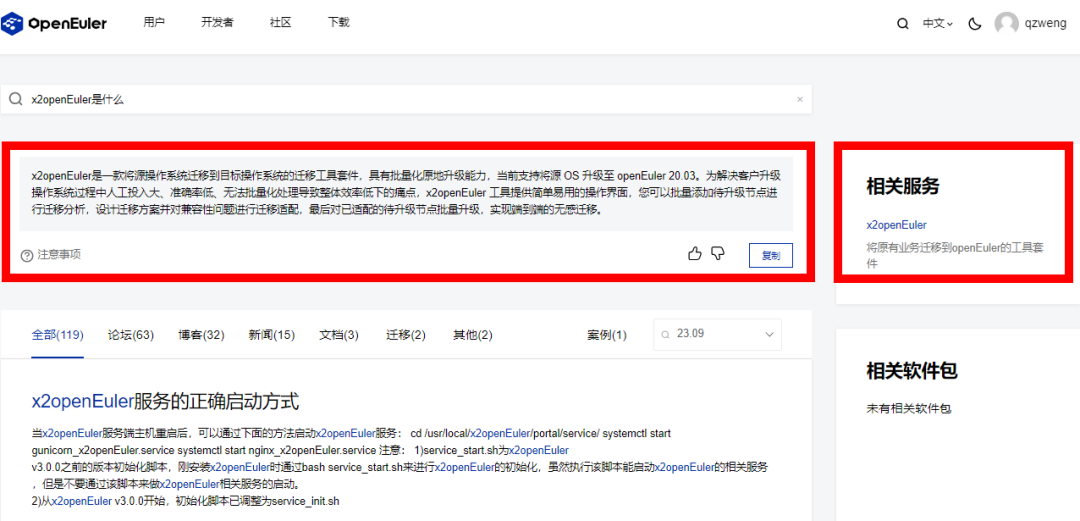 OpenEuler
用户 开发者 社区 下载
中文
qzweng
x2openEuler是什么
×
x2openEuler是一款将源操作系统迁移到目标操作系统的迁移工具套件，具有批量化原地升级能力，当前支持将源 OS 升级至 openEuler 20.03。为解决客户升级
操作系统过程中人工投入大、准确率低、无法批量化处理导致整体效率低下的痛点，x2openEuler 工具提供简单易用的操作界面，您可以批量添加待升级节点进
行迁移分析，设计迁移方案并对兼容性问题进行迁移适配，最后对已适配的待升级节点批量升级，实现端到端的无感迁移。
注意事项
复制
相关服务
x2openEuler
将原有业务迁移到openEuler的工具套
件
全部(119) 论坛(63) 博客(32) 新闻(15) 文档(3) 迁移(2) 其他(2) 案例(1)
23.09
x2openEuler服务的正确启动方式
当x2openEuler服务端主机重启后，可以通过下面的方法启动x2openEuler服务： cd /usr/local/x2openEuler/portal/service/ systemctl start
gunicorn_x2openEuler.service systemctl start nginx_x2openEuler.service 注意： 1)service_start.sh为x2openEuler
v3.0.0之前的版本初始化脚本，刚安装x2openEuler时通过bash service_start.sh来进行x2openEuler的初始化，虽然执行该脚本能启动x2openEuler的相关服务
，但是不要通过该脚本来做x2openEuler相关服务的启动。
2)从x2openEuler v3.0.0开始，初始化脚本已调整为service_init.sh
相关软件包
未有相关软件包